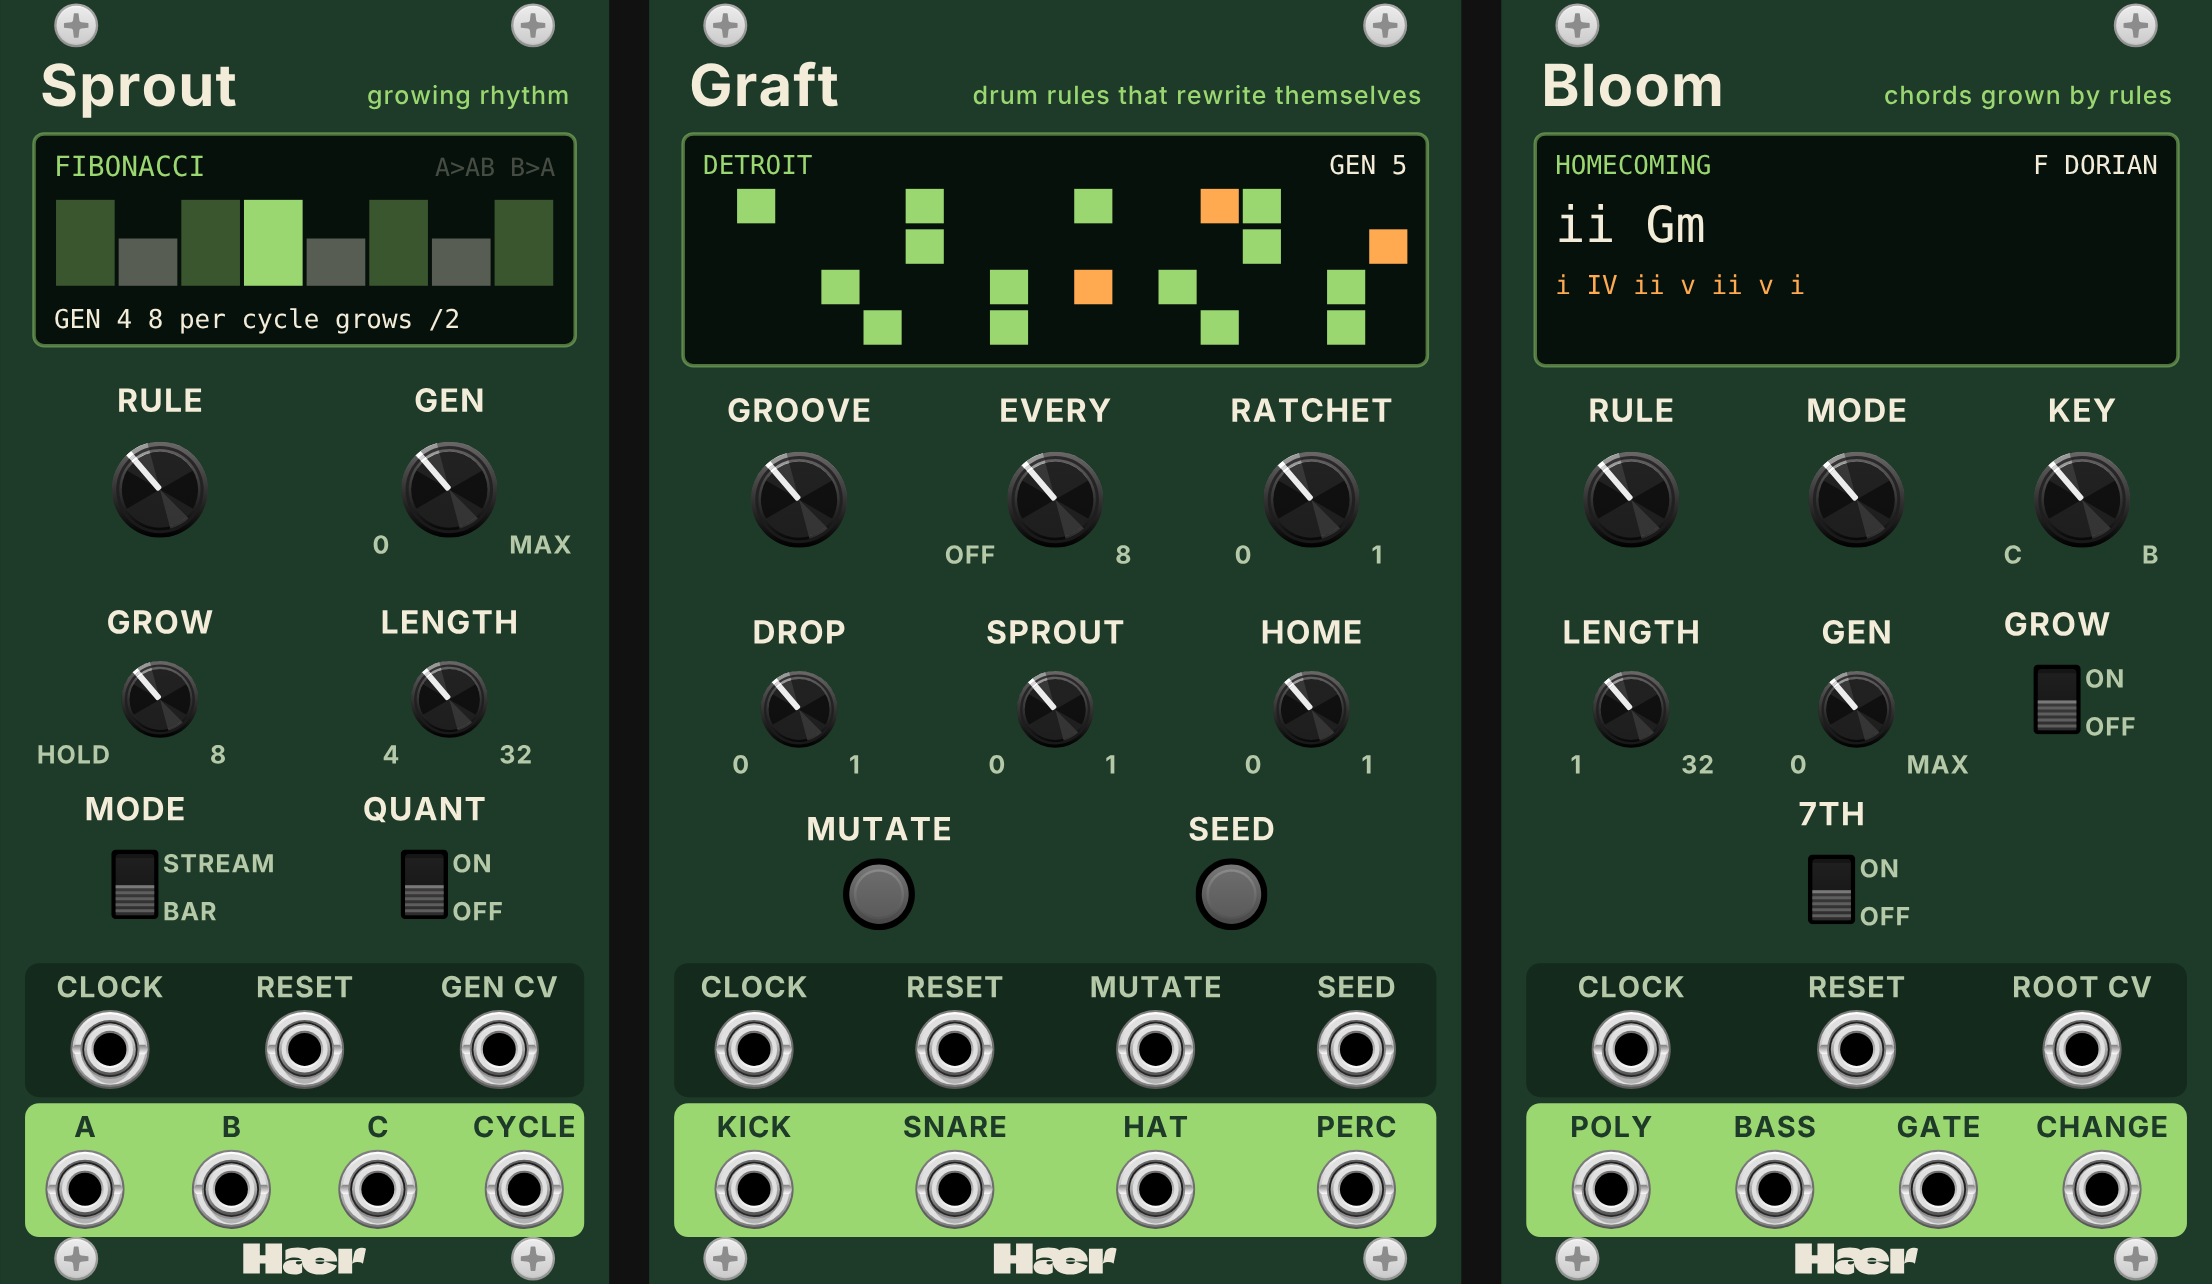 Sprout
growing rhythm
FIBONACCI
A>AB B>A
GEN 4 8 per cycle grows /2
RULE
GEN
0
MAX
GROW
LENGTH
HOLD
8
4
32
MODE
QUANT
STREAM
BAR
ON
OFF
CLOCK
RESET
GEN CV
A
B
C
CYCLE
Hær
Graft
drum rules that rewrite themselves
DETROIT
GEN 5
GROOVE
EVERY
RATCHET
OFF
8
0
1
DROP
SPROUT
HOME
0
1
0
1
0
1
MUTATE
SEED
CLOCK
RESET
MUTATE
SEED
KICK
SNARE
HAT
PERC
Hær
Bloom
chords grown by rules
HOMECOMING
F DORIAN
ii Gm
i IV ii v ii v i
RULE
MODE
KEY
C
B
LENGTH
GEN
GROW
ON
OFF
1
32
0
MAX
7TH
ON
OFF
CLOCK
RESET
ROOT CV
POLY
BASS
GATE
CHANGE
Hær